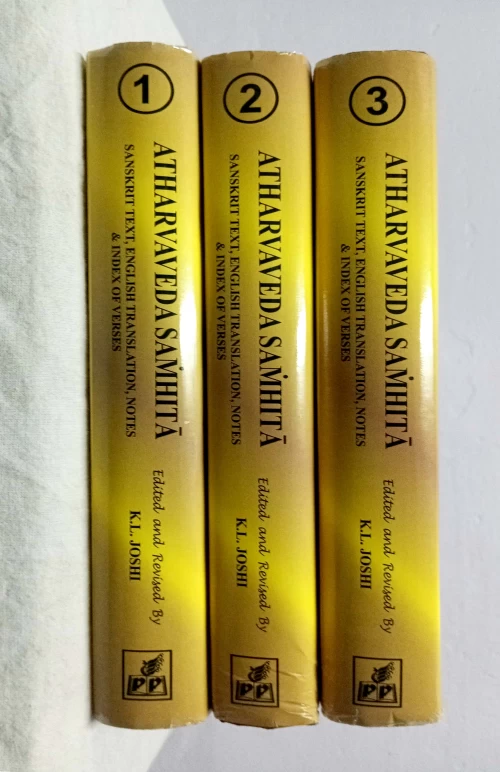 1
ATHARVAVEDA SAṀHITĀ
SANSKRIT TEXT, ENGLISH TRANSLATION, NOTES
& INDEX OF VERSES
Edited and Revised By
K.L. JOSHI
2
ATHARVAVEDA SAṀHITĀ
SANSKRIT TEXT, ENGLISH TRANSLATION, NOTES
& INDEX OF VERSES
Edited and Revised By
K.L. JOSHI
3
ATHARVAVEDA SAṀHITĀ
SANSKRIT TEXT, ENGLISH TRANSLATION, NOTES
& INDEX OF VERSES
Edited and Revised By
K.L. JOSHI